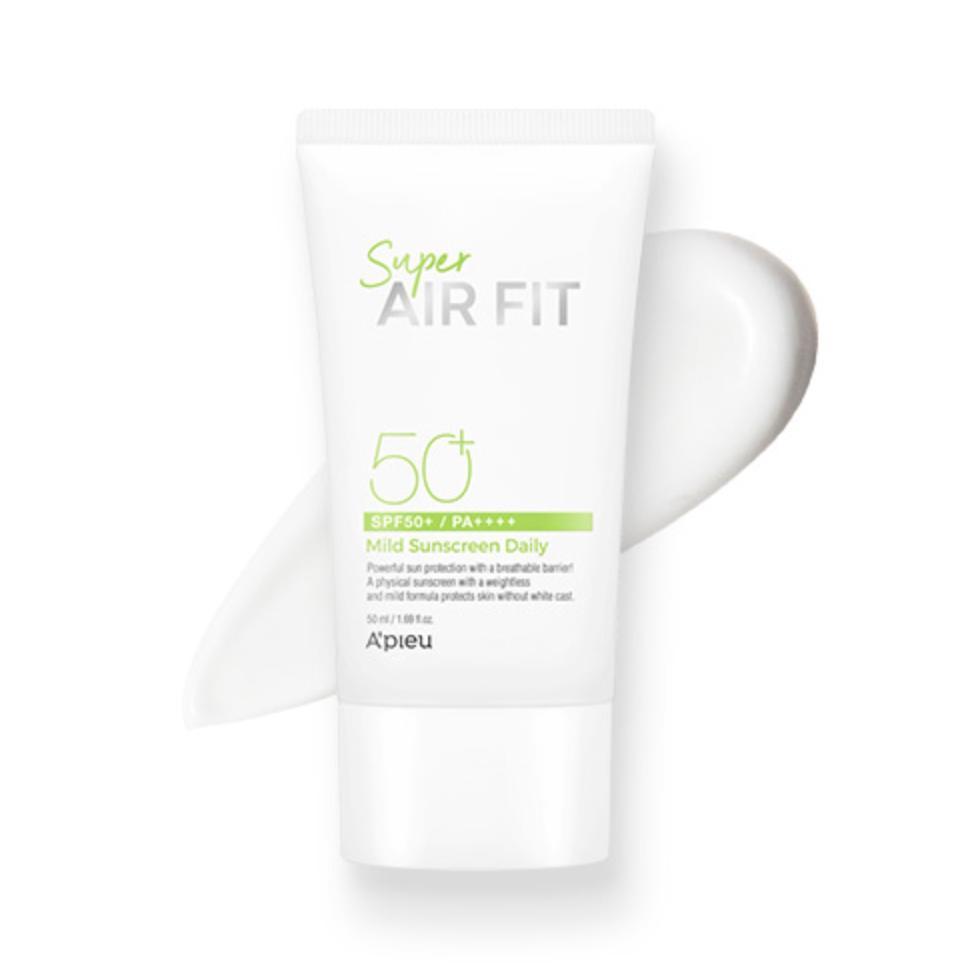 Super
AIR FIT
50+
SPF50+ / PA++++
Mild Sunscreen Daily
Powerful sun protection with a breathable barrier!
A physical sunscreen with a weightless
and mild formula protects skin without white cast.
50 ml / 1.69 fl.oz.
A'pieu